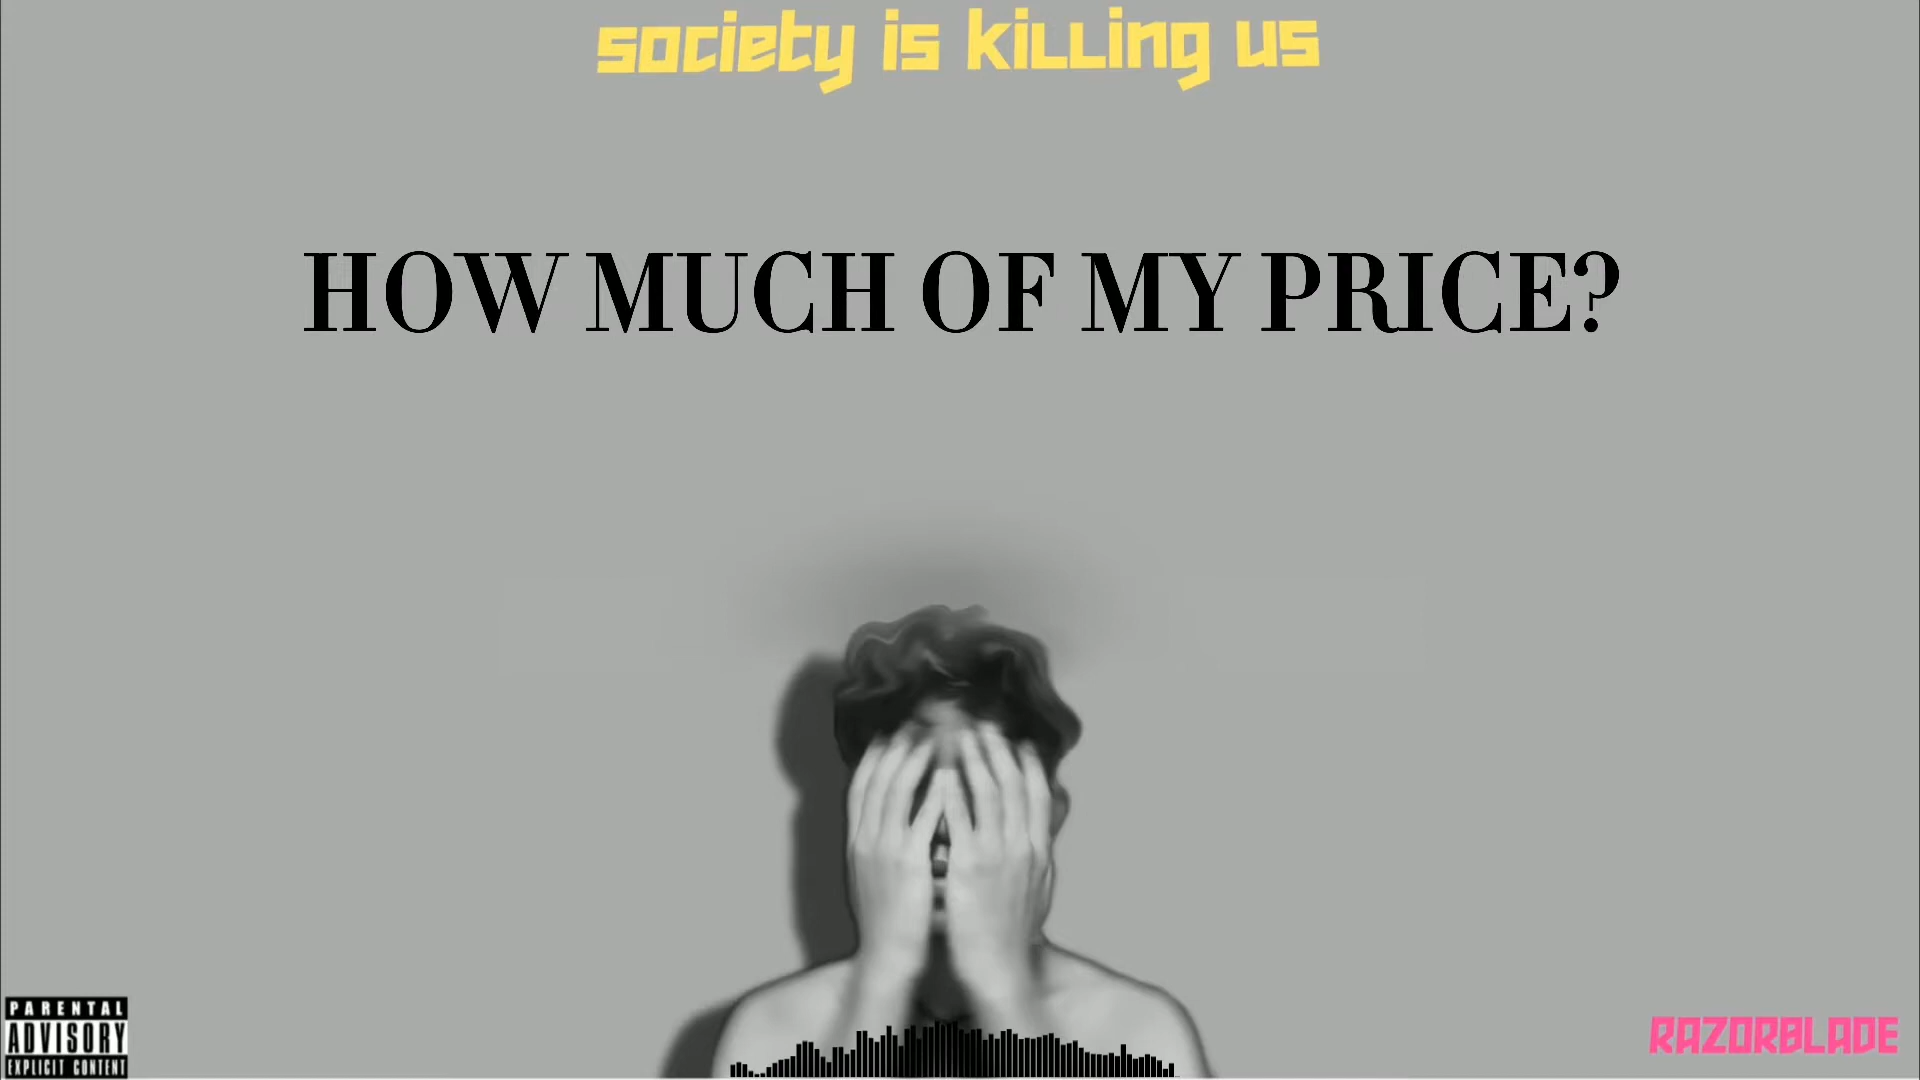 society is kiLLing us
HOW MUCH OF MY PRICE?
PARENTAL
ADVISORY
EXPLICIT CONTENT
RAZORBLADE